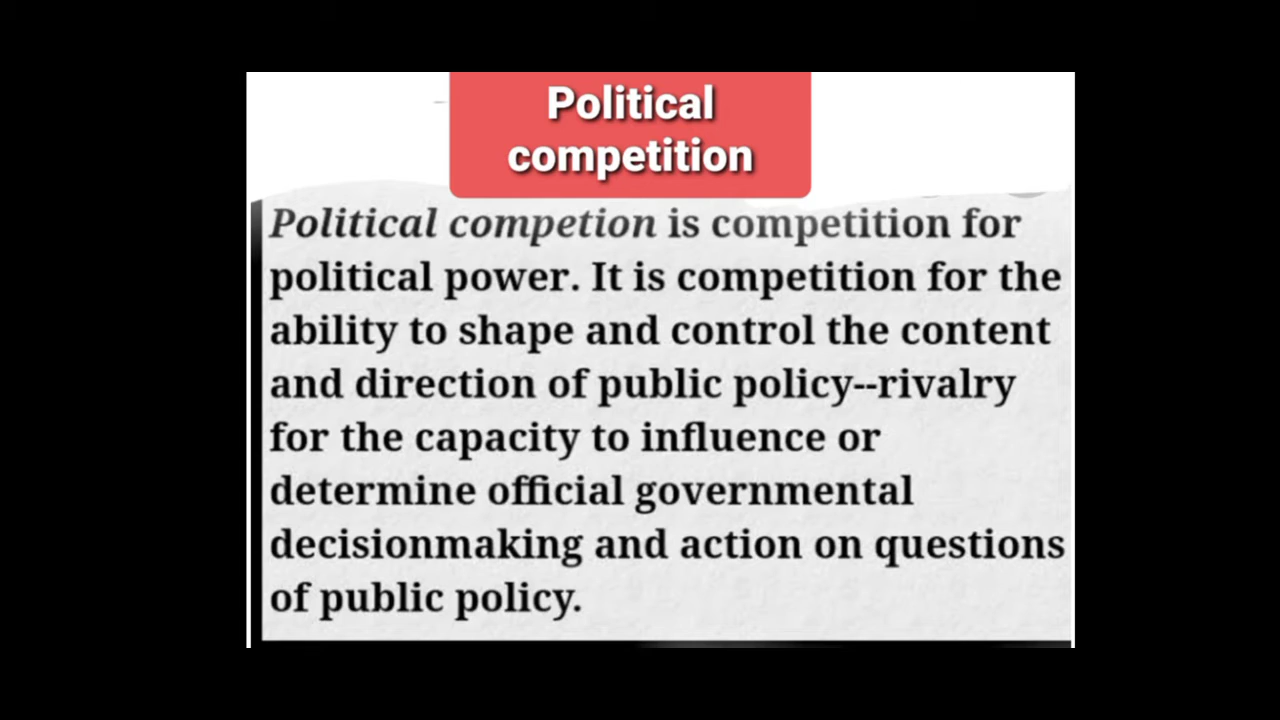 Political
competition
Political competion is competition for
political power. It is competition for the
ability to shape and control the content
and direction of public policy--rivalry
for the capacity to influence or
determine official governmental
decisionmaking and action on questions
of public policy.